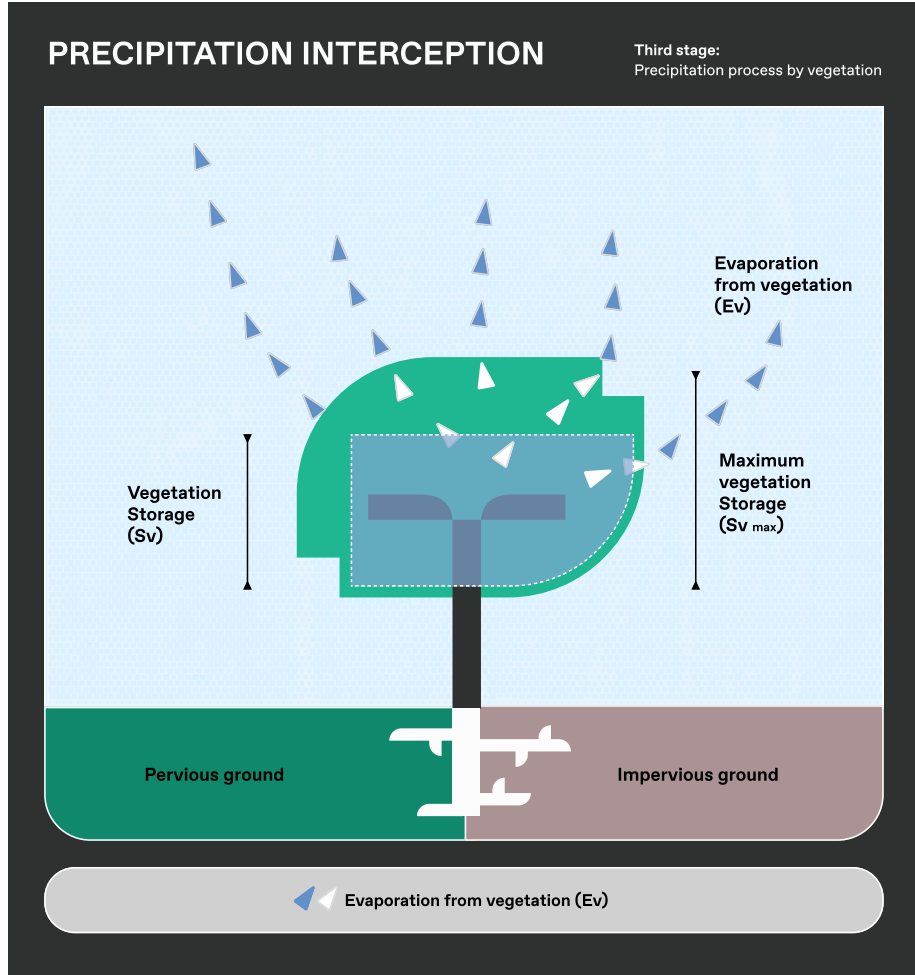 PRECIPITATION INTERCEPTION
Third stage:
Precipitation process by vegetation
Evaporation
from vegetation
(Ev)
Vegetation
Storage
(Sv)
Maximum
vegetation
Storage
(Sv max)
Pervious ground
Impervious ground
Evaporation from vegetation (Ev)